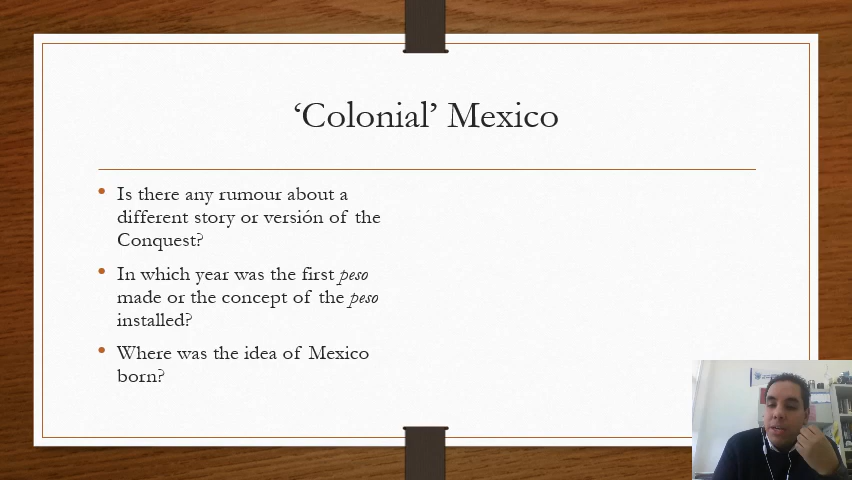 ‘Colonial’ Mexico
• Is there any rumour about a
different story or versión of the
Conquest?
• In which year was the first peso
made or the concept of the peso
installed?
• Where was the idea of Mexico
born?